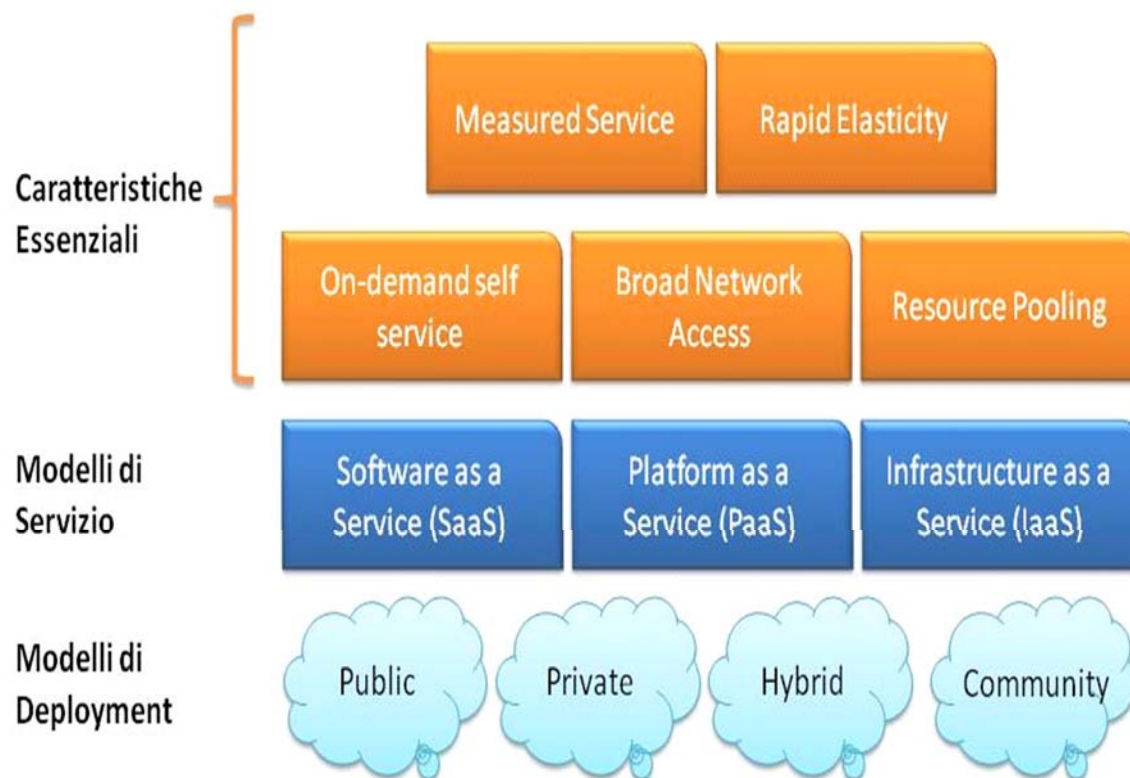 Measured Service
Rapid Elasticity
Caratteristiche
Essenziali
On-demand self
service
Broad Network
Access
Resource Pooling
Modelli di
Servizio
Software as a
Service (SaaS)
Platform as a
Service (PaaS)
Infrastructure as a
Service (IaaS)
Modelli di
Deployment
Public
Private
Hybrid
Community